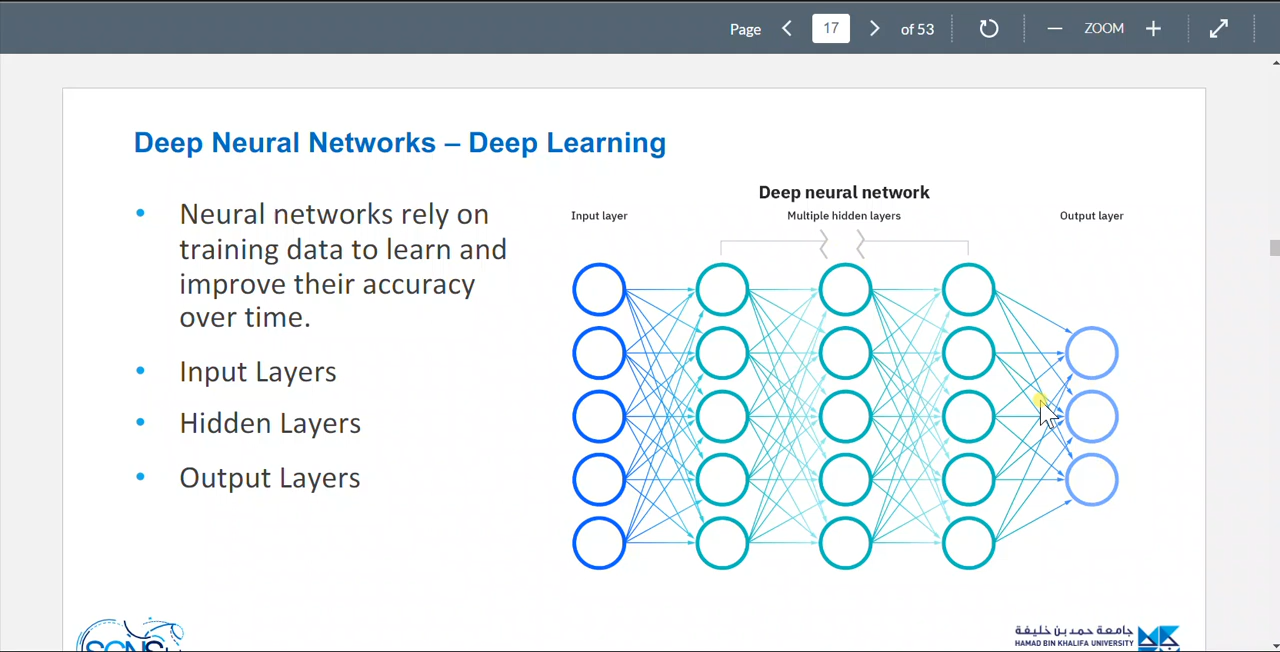 Page 17 of 53 ZOOM
Deep Neural Networks – Deep Learning
• Neural networks rely on
training data to learn and
improve their accuracy
over time.
• Input Layers
• Hidden Layers
• Output Layers
Deep neural network
Input layer Multiple hidden layers Output layer
جامعة حمد بن خليفة
HAMAD BIN KHALIFA UNIVERSITY